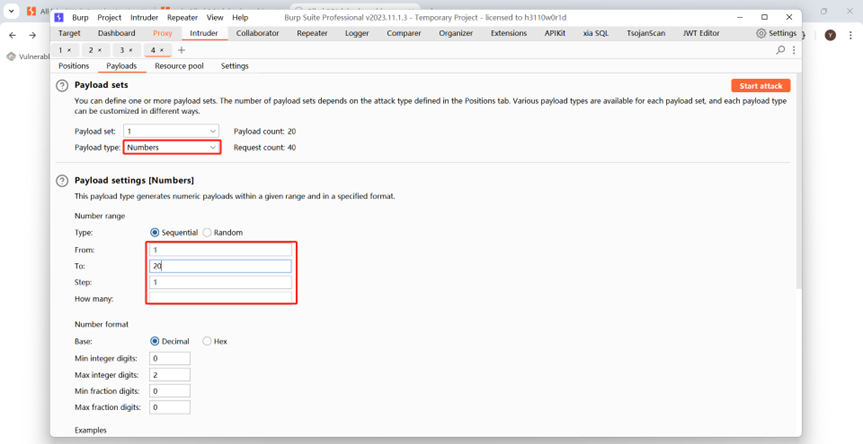 Burp Project Intruder Repeater View Help Burp Suite Professional v2023.11.1.3 - Temporary Project - licensed to h3110w0r1d
Target Dashboard Proxy Intruder Collaborator Repeater Logger Comparer Organizer Extensions APIKit xia SQL TsojanScan JWT Editor Settings
1 × 2 × 3 × 4 × +
Vulnerabl
Positions Payloads Resource pool Settings
Payload sets
Start attack
You can define one or more payload sets. The number of payload sets depends on the attack type defined in the Positions tab. Various payload types are available for each payload set, and each payload type
can be customized in different ways.
Payload set: 1 Payload count: 20
Payload type: Numbers Request count: 40
Payload settings [Numbers]
This payload type generates numeric payloads within a given range and in a specified format.
Number range
Type: Sequential Random
From: 1
To: 20
Step: 1
How many:
Number format
Base: Decimal Hex
Min integer digits: 0
Max integer digits: 2
Min fraction digits: 0
Max fraction digits: 0
Examples